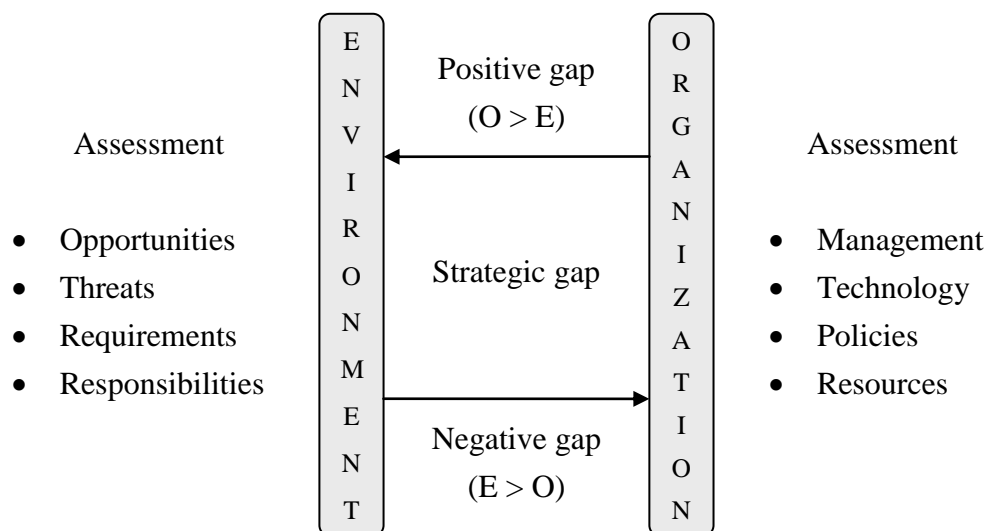 Assessment
• Opportunities
• Threats
• Requirements
• Responsibilities
E
N
V
I
R
O
N
M
E
N
T
Positive gap
(O > E)
Strategic gap
Negative gap
(E > O)
O
R
G
A
N
I
Z
A
T
I
O
N
Assessment
• Management
• Technology
• Policies
• Resources